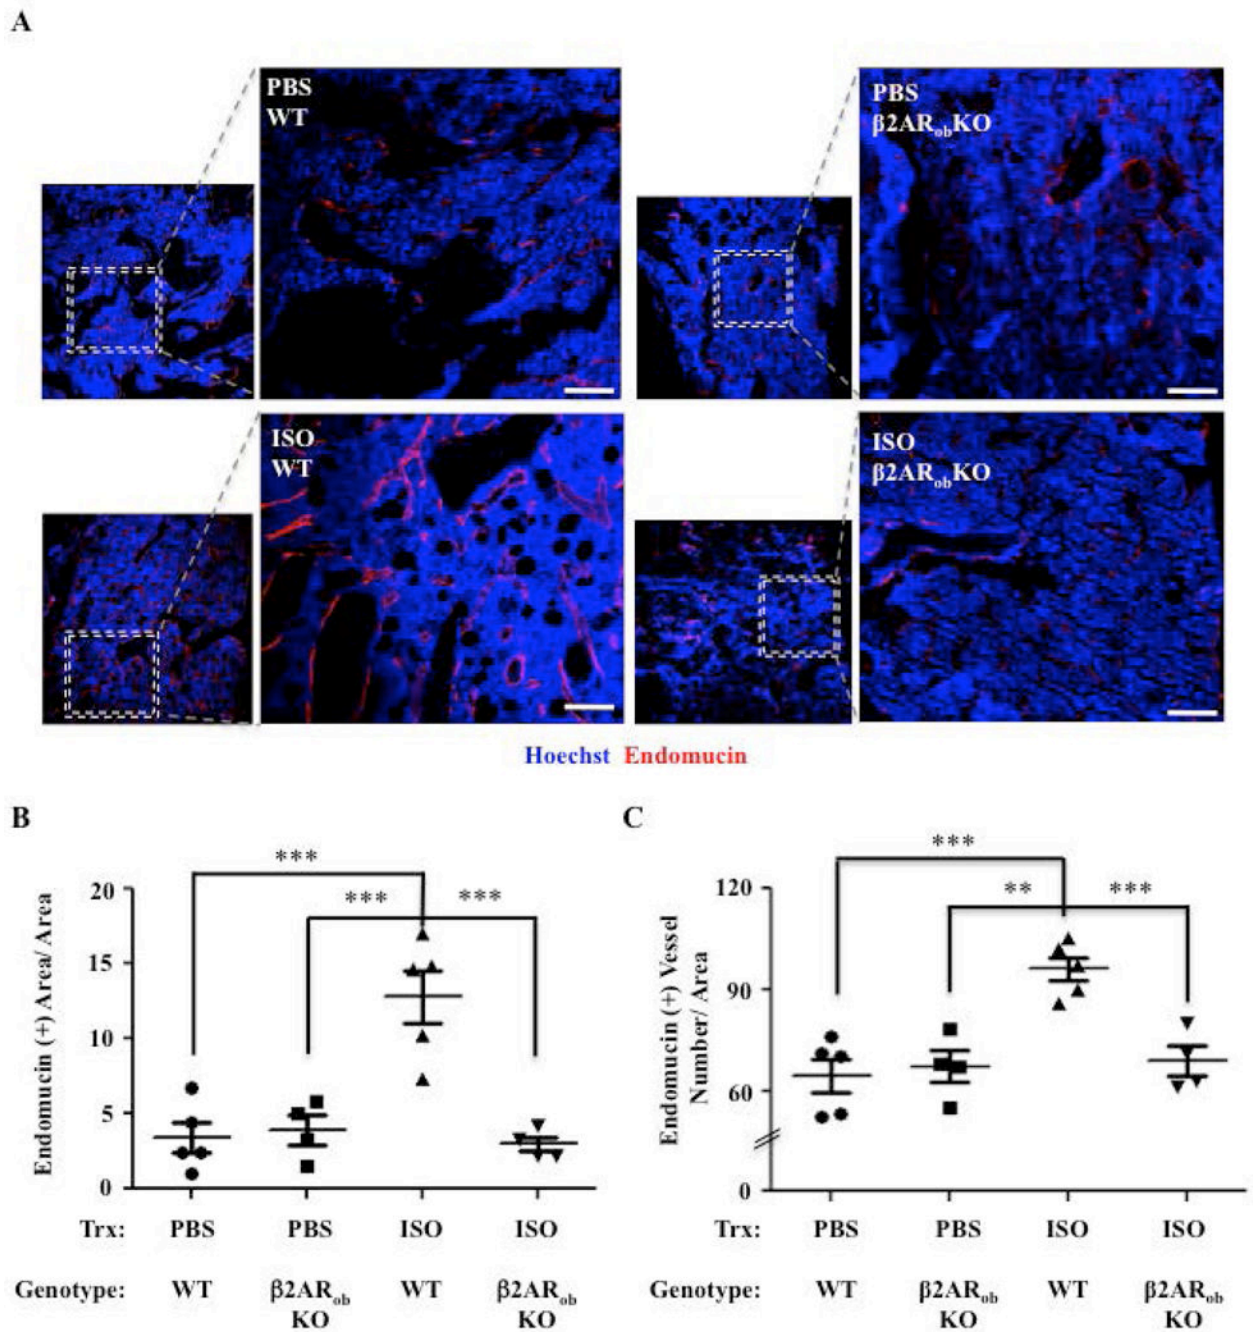 A
PBS
WT
PBS
β2ARobKO
ISO
WT
ISO
β2ARobKO
Hoechst Endomucin
B
Endomucin (+) Area/ Area
20
15
10
5
0
***
***
***
Trx: PBS PBS ISO ISO
Genotype: WT β2ARob WT β2ARob
KO KO
C
Endomucin (+) Vessel
Number/ Area
120
90
60
0
***
**
***
Trx: PBS PBS ISO ISO
Genotype: WT β2ARob WT β2ARob
KO KO